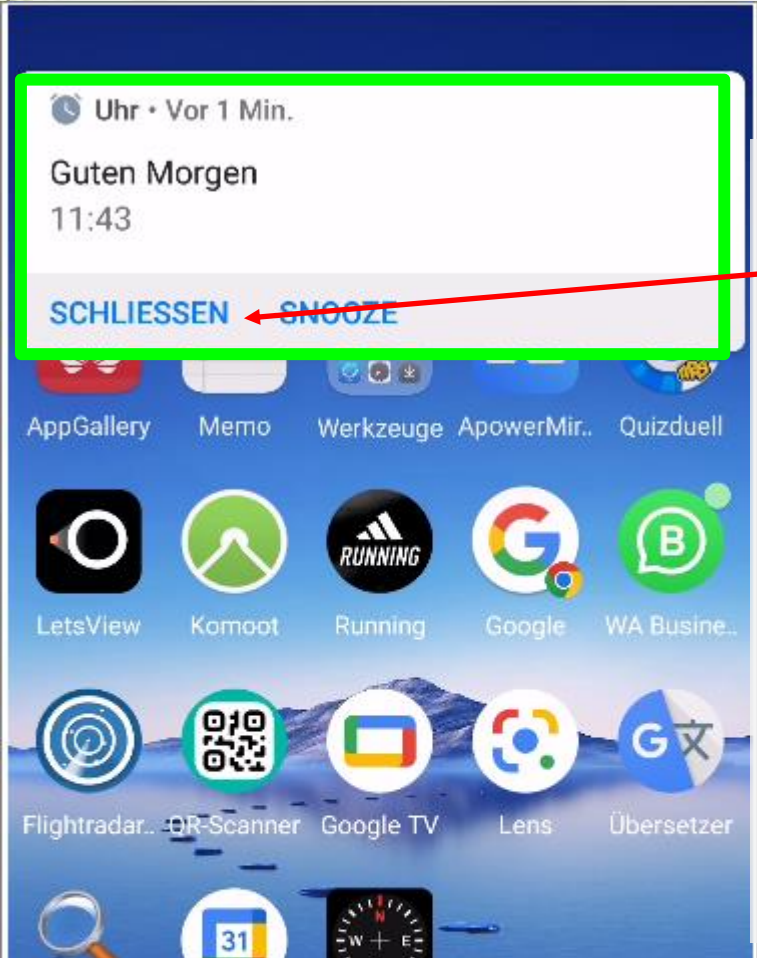 Uhr • Vor 1 Min.
Guten Morgen
11:43
SCHLIESSEN SNOOZE
AppGallery Memo Werkzeuge ApowerMir.. Quizduell
RUNNING
B
LetsView Komoot Running Google WA Busine..
G 文
Flightradar.. QR-Scanner Google TV Lens Übersetzer
31
N
W E